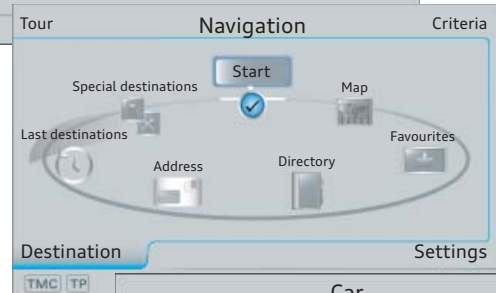 Tour Navigation Criteria
Start
Special destinations Map
Last destinations Favourites
Address Directory
Destination Settings
TMC TP
Car